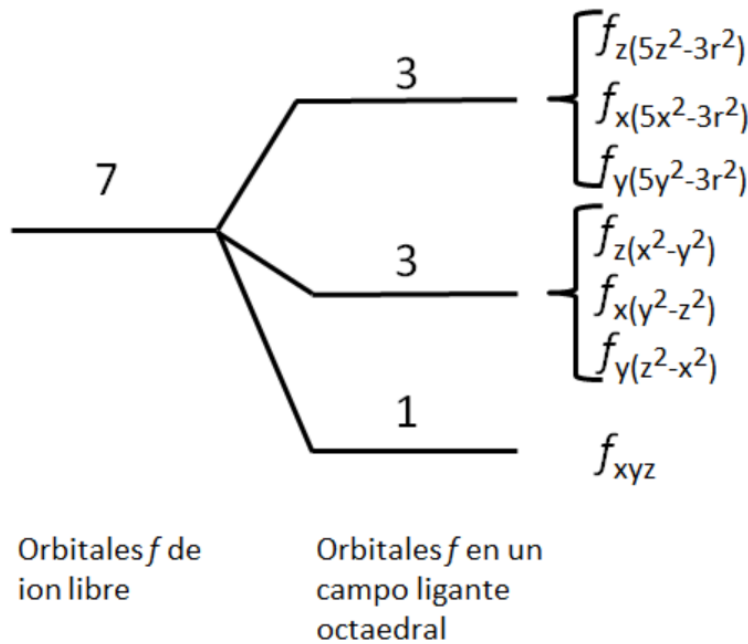 3
f_z(5z²-3r²)
f_x(5x²-3r²)
7
f_y(5y²-3r²)
f_z(x²-y²)
3
f_x(y²-z²)
f_y(z²-x²)
1
f_xyz
Orbitales f de
ion libre
Orbitales f en un
campo ligante
octaedral